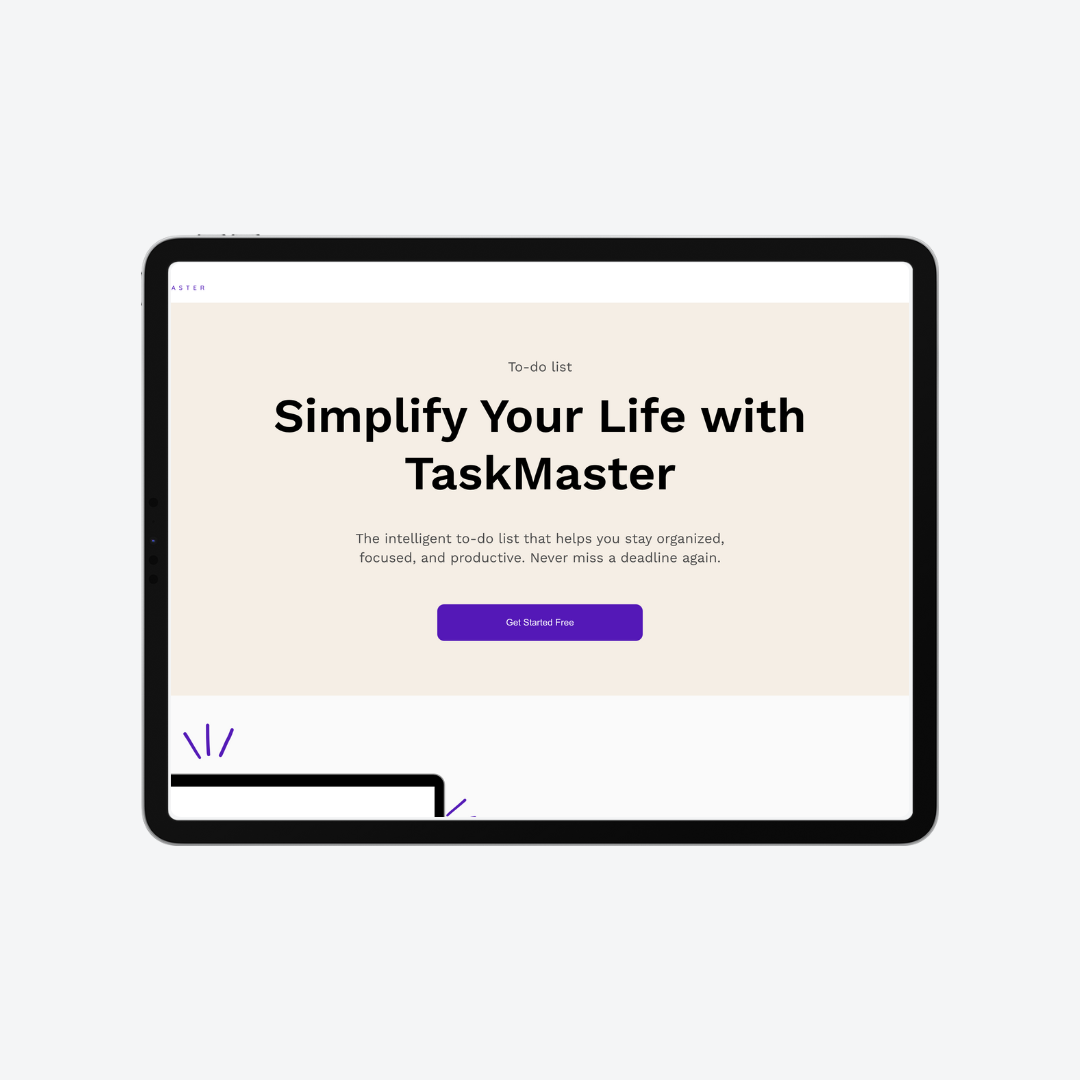 ASTER
To-do list
Simplify Your Life with
TaskMaster
The intelligent to-do list that helps you stay organized,
focused, and productive. Never miss a deadline again.
Get Started Free